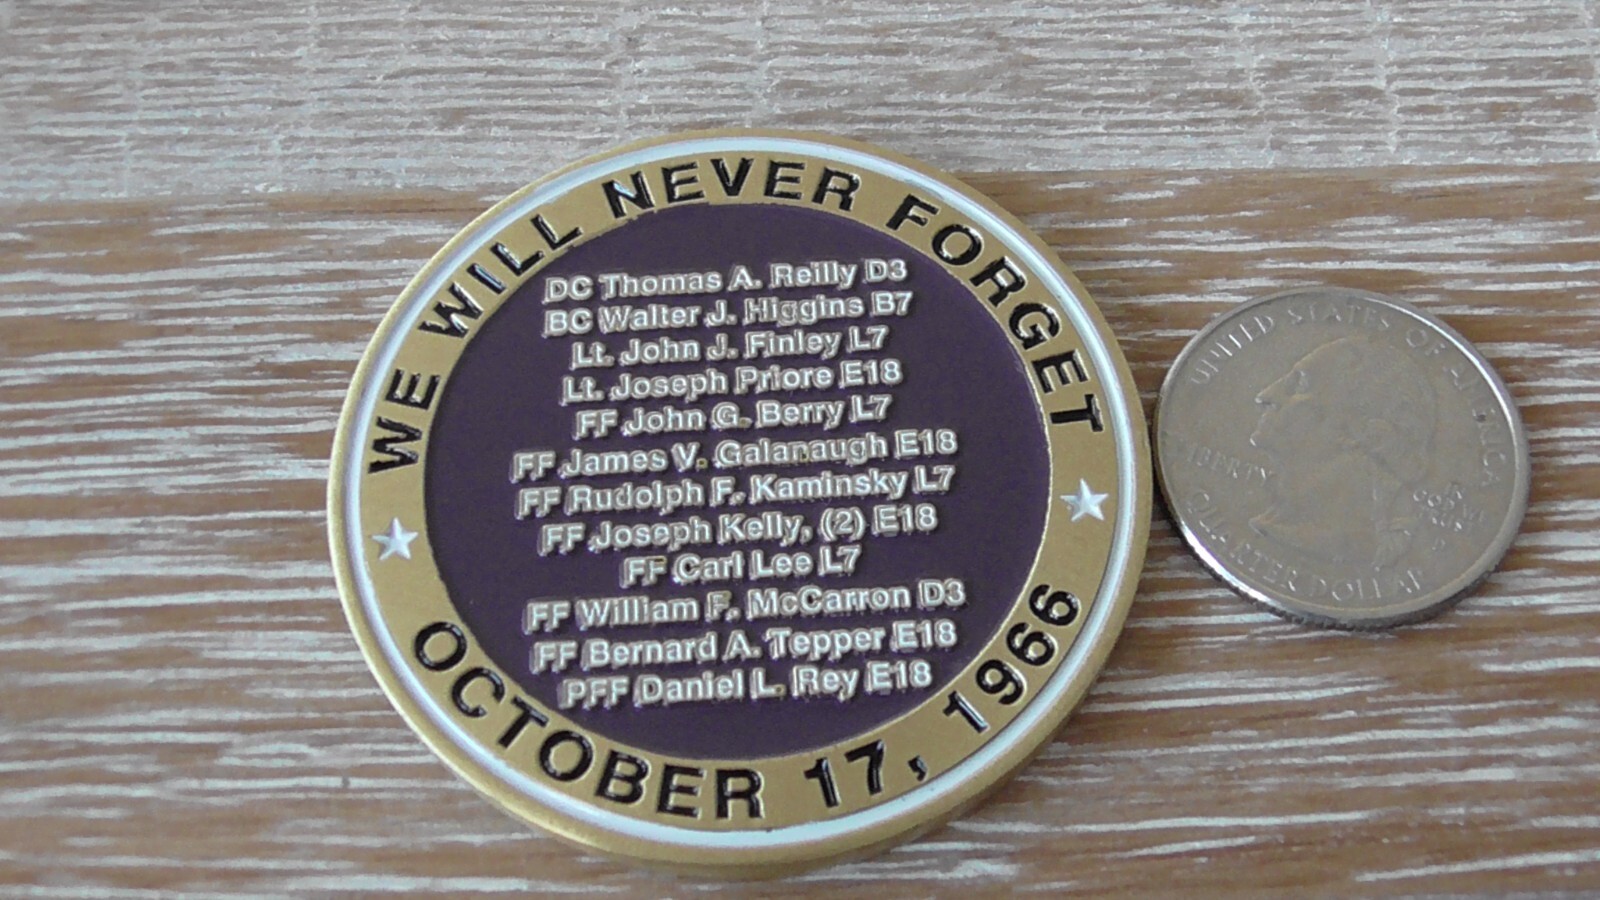 WE WILL NEVER FORGET
DC Thomas A. Reilly D3
BC Walter J. Higgins B7
Lt. John J. Finley L7
Lt. Joseph Priore E18
FF John G. Berry L7
FF James V. Galanaugh E18
FF Rudolph F. Kaminsky L7
FF Joseph Kelly, (2) E18
FF Carl Lee L7
FF William F. McCarron D3
FF Bernard A. Tepper E18
PFF Daniel L. Rey E18
OCTOBER 17, 1966
UNITED STATES OF AMERICA
LIBERTY
QUARTER DOLLAR